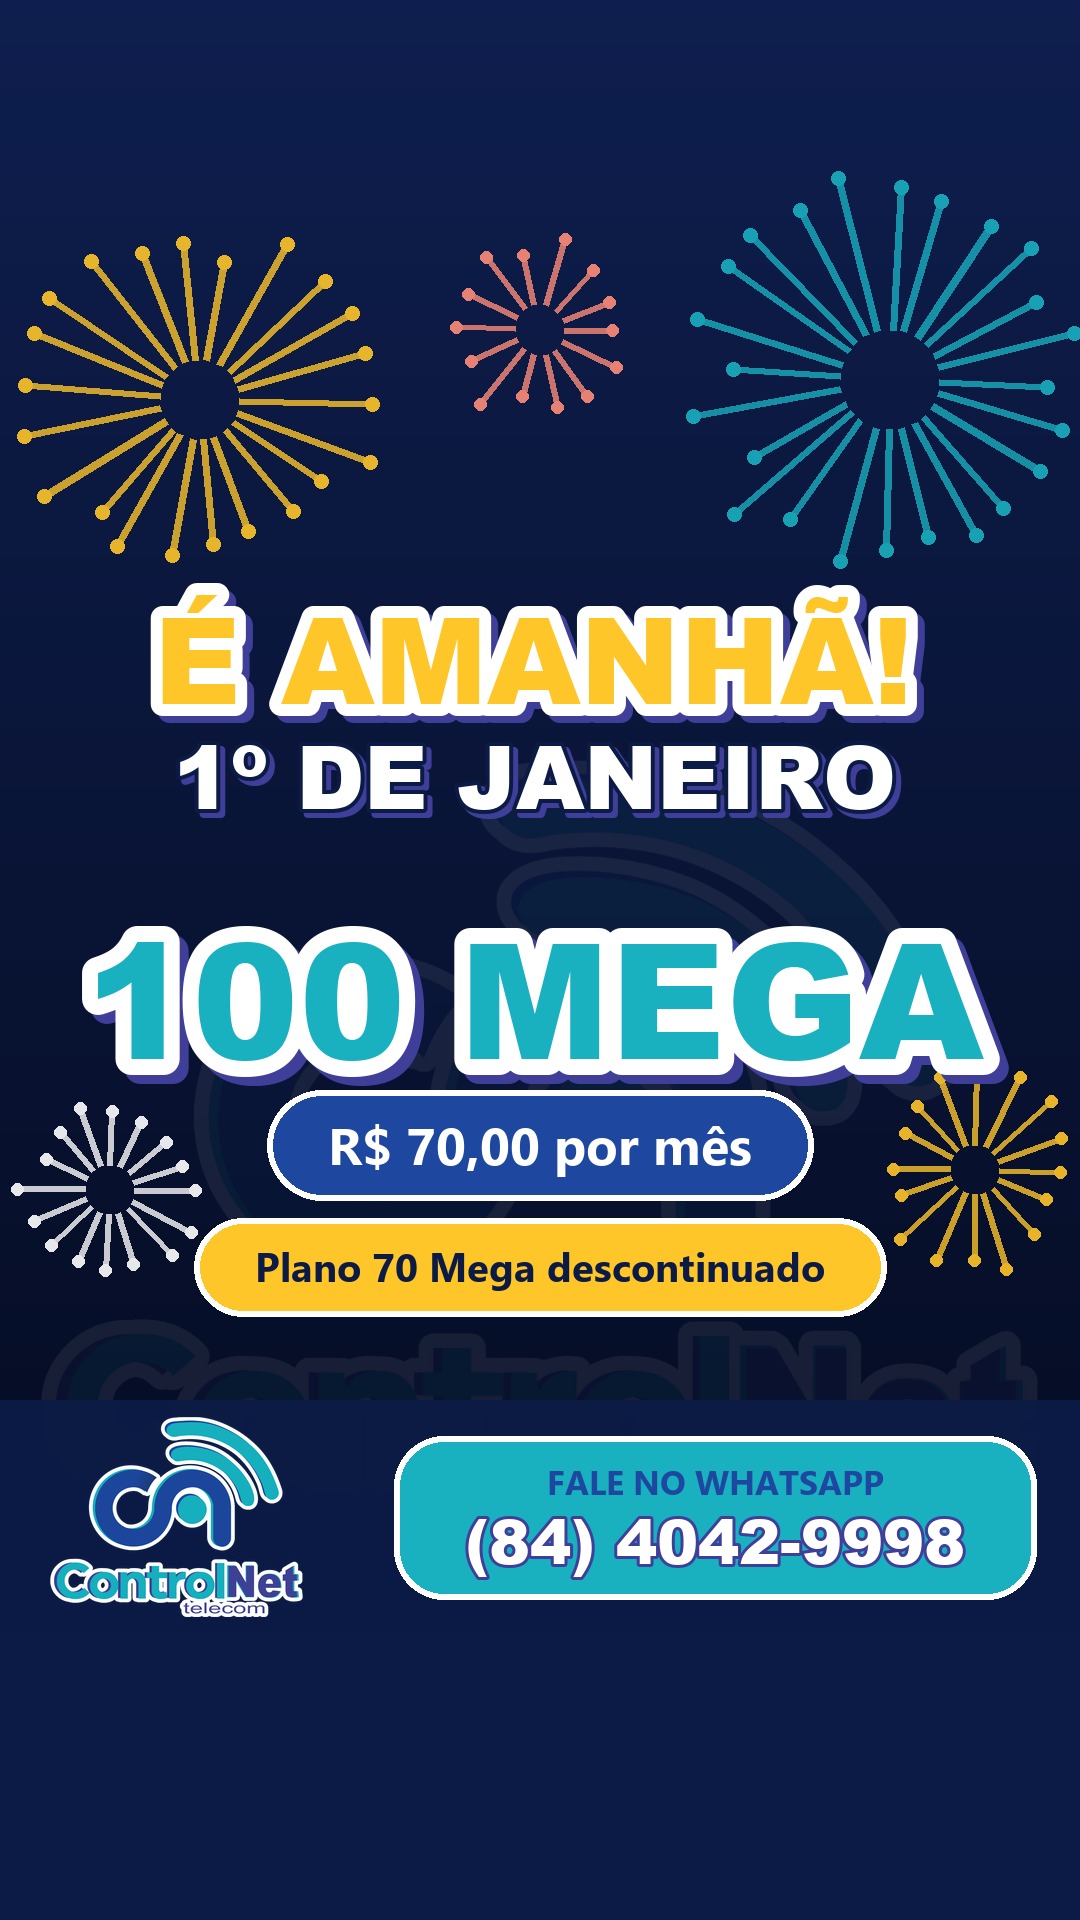 É AMANHÃ!
1º DE JANEIRO
100 MEGA
R$ 70,00 por mês
Plano 70 Mega descontinuado
ControlNet
ControlNet
telecom
FALE NO WHATSAPP
(84) 4042-9998